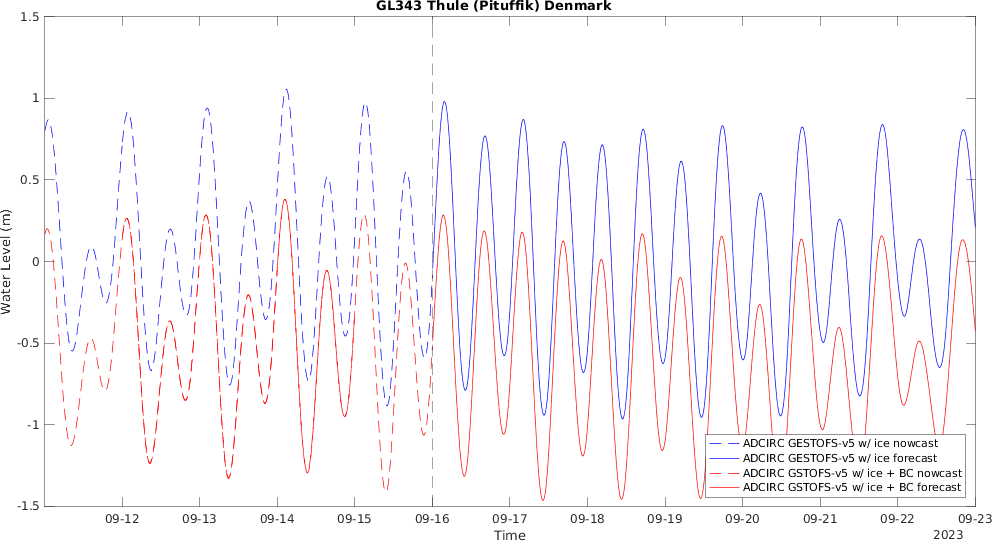 GL343 Thule (Pituffik) Denmark
1.5
1
0.5
0
-0.5
-1
-1.5
Water Level (m)
ADCIRC GESTOFS-v5 w/ ice nowcast
ADCIRC GESTOFS-v5 w/ ice forecast
ADCIRC GSTOFS-v5 w/ ice + BC nowcast
ADCIRC GSTOFS-v5 w/ ice + BC forecast
09-12 09-13 09-14 09-15 09-16 09-17 09-18 09-19 09-20 09-21 09-22 09-23
Time
2023